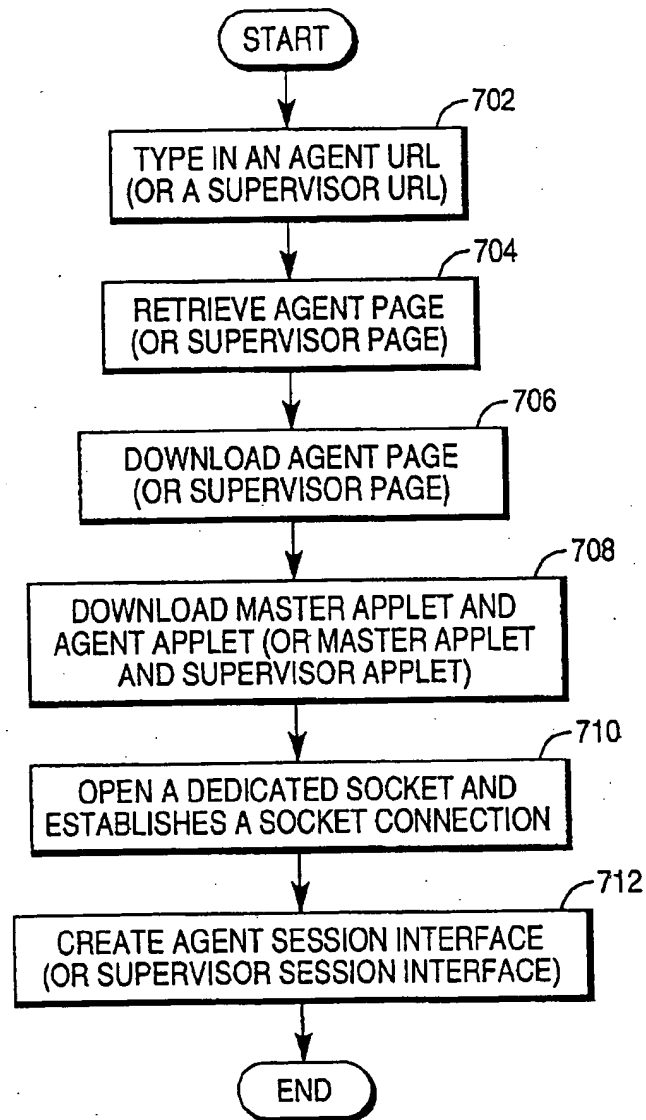 START
702
TYPE IN AN AGENT URL
(OR A SUPERVISOR URL)
704
RETRIEVE AGENT PAGE
(OR SUPERVISOR PAGE)
706
DOWNLOAD AGENT PAGE
(OR SUPERVISOR PAGE)
708
DOWNLOAD MASTER APPLET AND
AGENT APPLET (OR MASTER APPLET
AND SUPERVISOR APPLET)
710
OPEN A DEDICATED SOCKET AND
ESTABLISHES A SOCKET CONNECTION
712
CREATE AGENT SESSION INTERFACE
(OR SUPERVISOR SESSION INTERFACE)
END